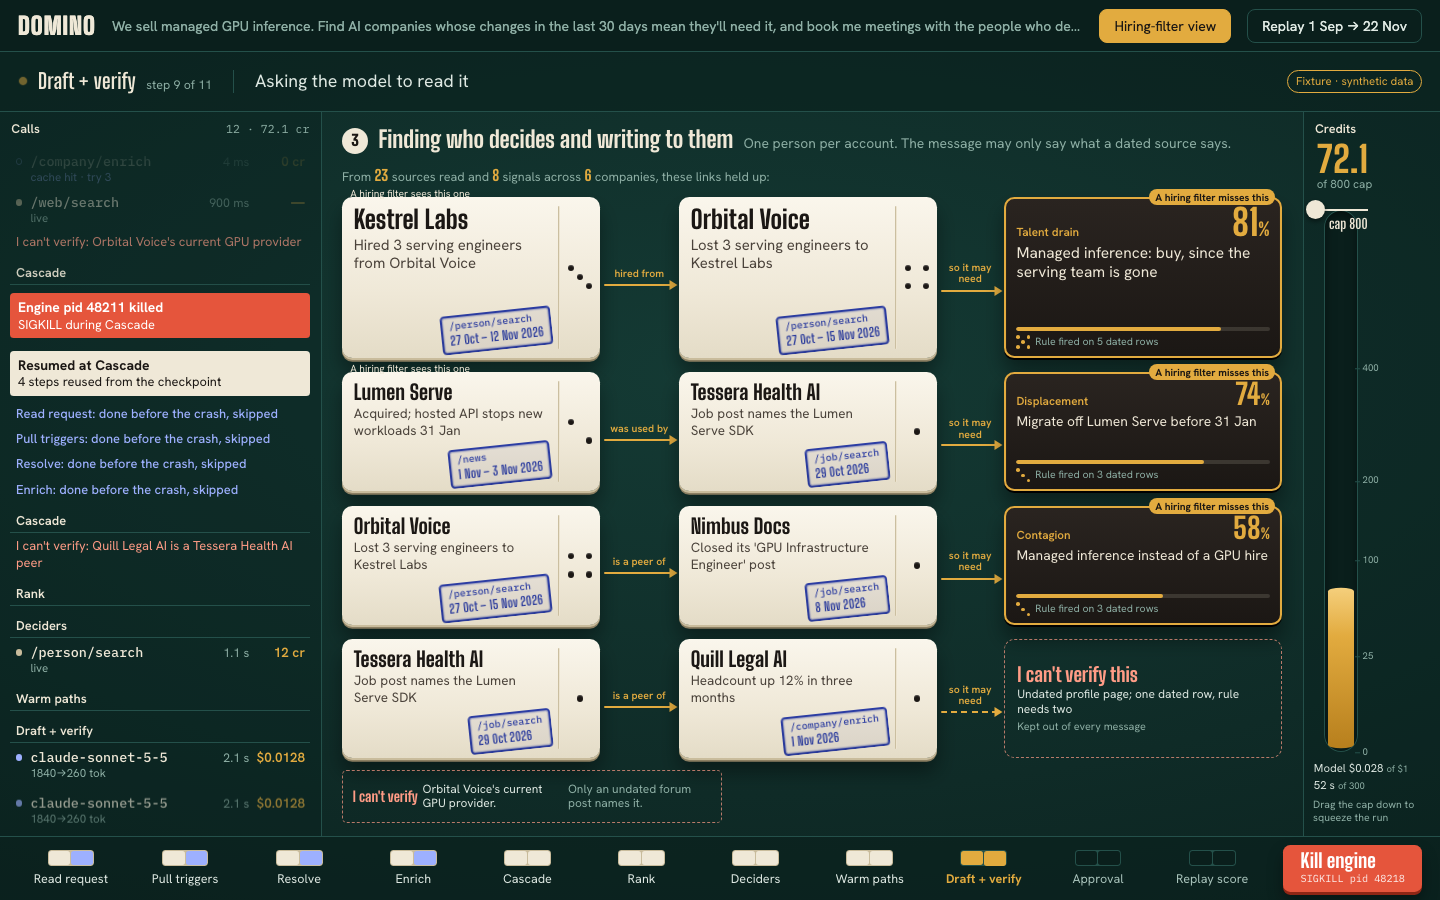 DOMINO
We sell managed GPU inference. Find AI companies whose changes in the last 30 days mean they'll need it, and book me meetings with the people who de...
Hiring-filter view
Replay 1 Sep → 22 Nov
Draft + verify
step 9 of 11
Asking the model to read it
Fixture · synthetic data
Calls
12 · 72.1 cr
/company/enrich
4 ms
0 cr
cache hit · try 3
/web/search
900 ms
—
live
I can't verify: Orbital Voice's current GPU provider
Cascade
Engine pid 48211 killed
SIGKILL during Cascade
Resumed at Cascade
4 steps reused from the checkpoint
Read request: done before the crash, skipped
Pull triggers: done before the crash, skipped
Resolve: done before the crash, skipped
Enrich: done before the crash, skipped
Cascade
I can't verify: Quill Legal AI is a Tessera Health AI
peer
Rank
Deciders
/person/search
1.1 s
12 cr
live
Warm paths
Draft + verify
claude-sonnet-5-5
2.1 s
$0.0128
1840→260 tok
claude-sonnet-5-5
2.1 s
$0.0128
1840→260 tok
3
Finding who decides and writing to them
One person per account. The message may only say what a dated source says.
From 23 sources read and 8 signals across 6 companies, these links held up:
A hiring filter sees this one
Kestrel Labs
Hired 3 serving engineers
from Orbital Voice
/person/search
27 Oct – 12 Nov 2026
hired from
Orbital Voice
Lost 3 serving engineers to
Kestrel Labs
/person/search
27 Oct – 15 Nov 2026
so it may
need
A hiring filter misses this
Talent drain
81%
Managed inference: buy, since the
serving team is gone
Rule fired on 5 dated rows
A hiring filter sees this one
Lumen Serve
Acquired; hosted API stops new
workloads 31 Jan
/news
1 Nov – 3 Nov 2026
was used by
Tessera Health AI
Job post names the Lumen
Serve SDK
/job/search
29 Oct 2026
so it may
need
A hiring filter misses this
Displacement
74%
Migrate off Lumen Serve before 31 Jan
Rule fired on 3 dated rows
Orbital Voice
Lost 3 serving engineers to
Kestrel Labs
/person/search
27 Oct – 15 Nov 2026
is a peer of
Nimbus Docs
Closed its 'GPU Infrastructure
Engineer' post
/job/search
8 Nov 2026
so it may
need
A hiring filter misses this
Contagion
58%
Managed inference instead of a GPU hire
Rule fired on 3 dated rows
Tessera Health AI
Job post names the Lumen
Serve SDK
/job/search
29 Oct 2026
is a peer of
Quill Legal AI
Headcount up 12% in three
months
/company/enrich
1 Nov 2026
so it may
need
I can't verify this
Undated profile page; one dated row, rule
needs two
Kept out of every message
I can't verify
Orbital Voice's current
GPU provider.
Only an undated forum
post names it.
Credits
72.1
of 800 cap
cap 800
400
200
100
25
0
Model $0.028 of $1
52 s of 300
Drag the cap down to
squeeze the run
Read request
Pull triggers
Resolve
Enrich
Cascade
Rank
Deciders
Warm paths
Draft + verify
Approval
Replay score
Kill engine
SIGKILL pid 48218